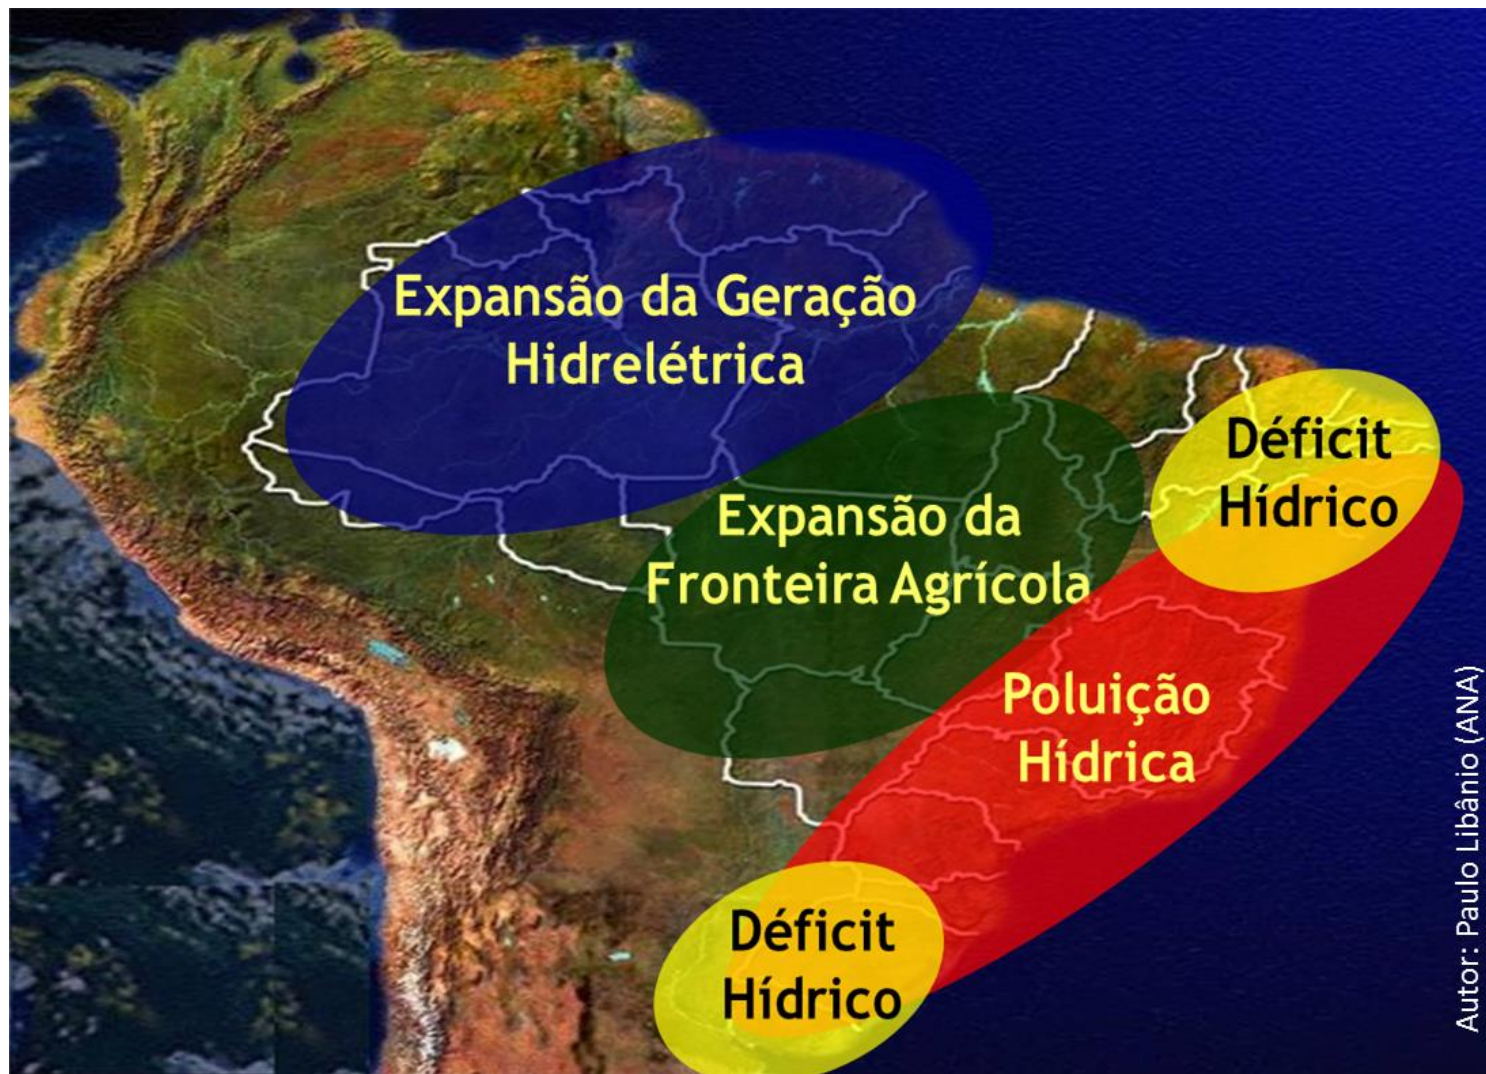 Expansão da Geração
Hidrelétrica
Déficit
Hídrico
Expansão da
Fronteira Agrícola
Poluição
Hídrica
Déficit
Hídrico
Autor: Paulo Libânio (ANA)